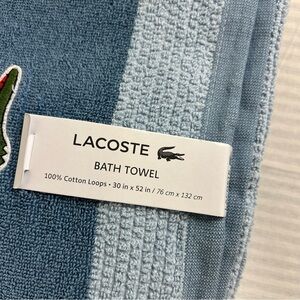 LACOSTE
BATH TOWEL
100% Cotton Loops • 30 in x 52 in / 76 cm x 132 cm